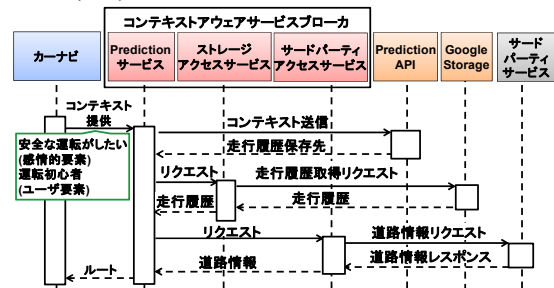 コンテキストアウェアサービスブローカ
カーナビ
Prediction
サービス
ストレージ
アクセスサービス
サードパーティ
アクセスサービス
Prediction
API
Google
Storage
サード
パーティ
サービス
コンテキスト
提供
コンテキスト送信
安全な運転がしたい
(感情的要素)
運転初心者
(ユーザ要素)
走行履歴保存先
リクエスト
走行履歴取得リクエスト
走行履歴
走行履歴
リクエスト
道路情報リクエスト
道路情報
道路情報レスポンス
ルート